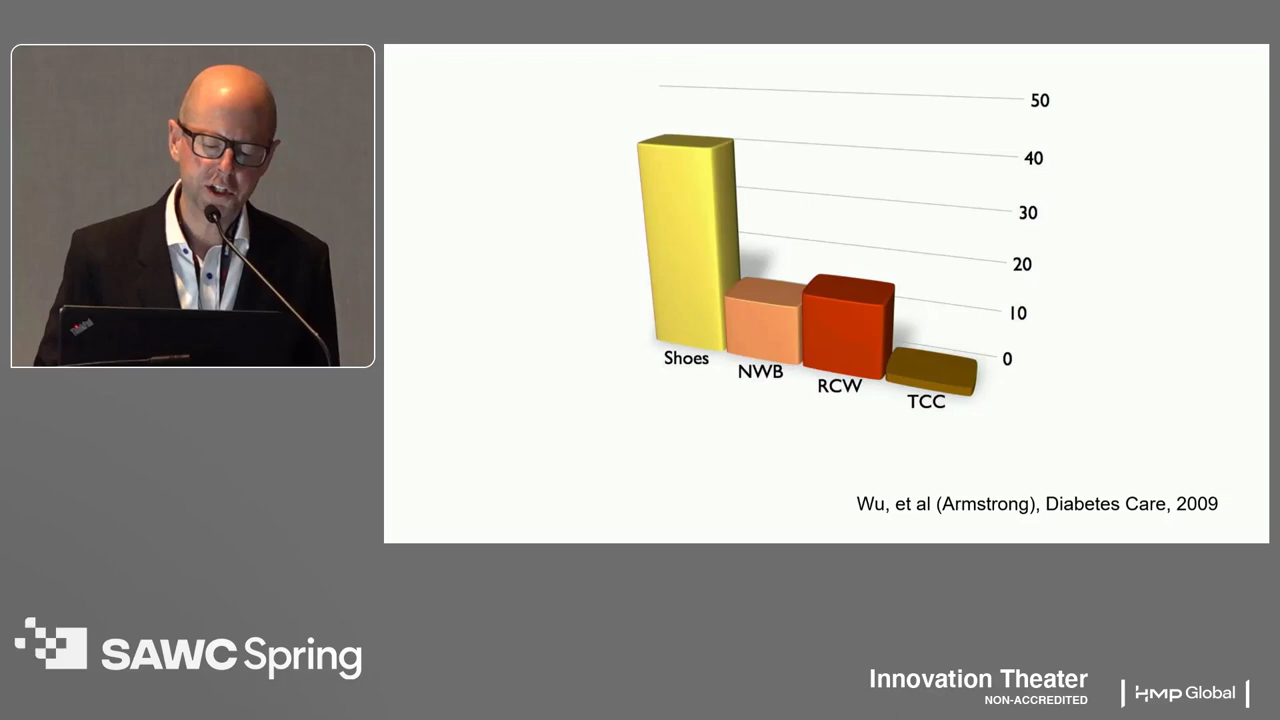 50
40
30
20
10
0
Shoes
NWB
RCW
TCC
Wu, et al (Armstrong), Diabetes Care, 2009
SAWC Spring
Innovation Theater
NON-ACCREDITED
HMP Global